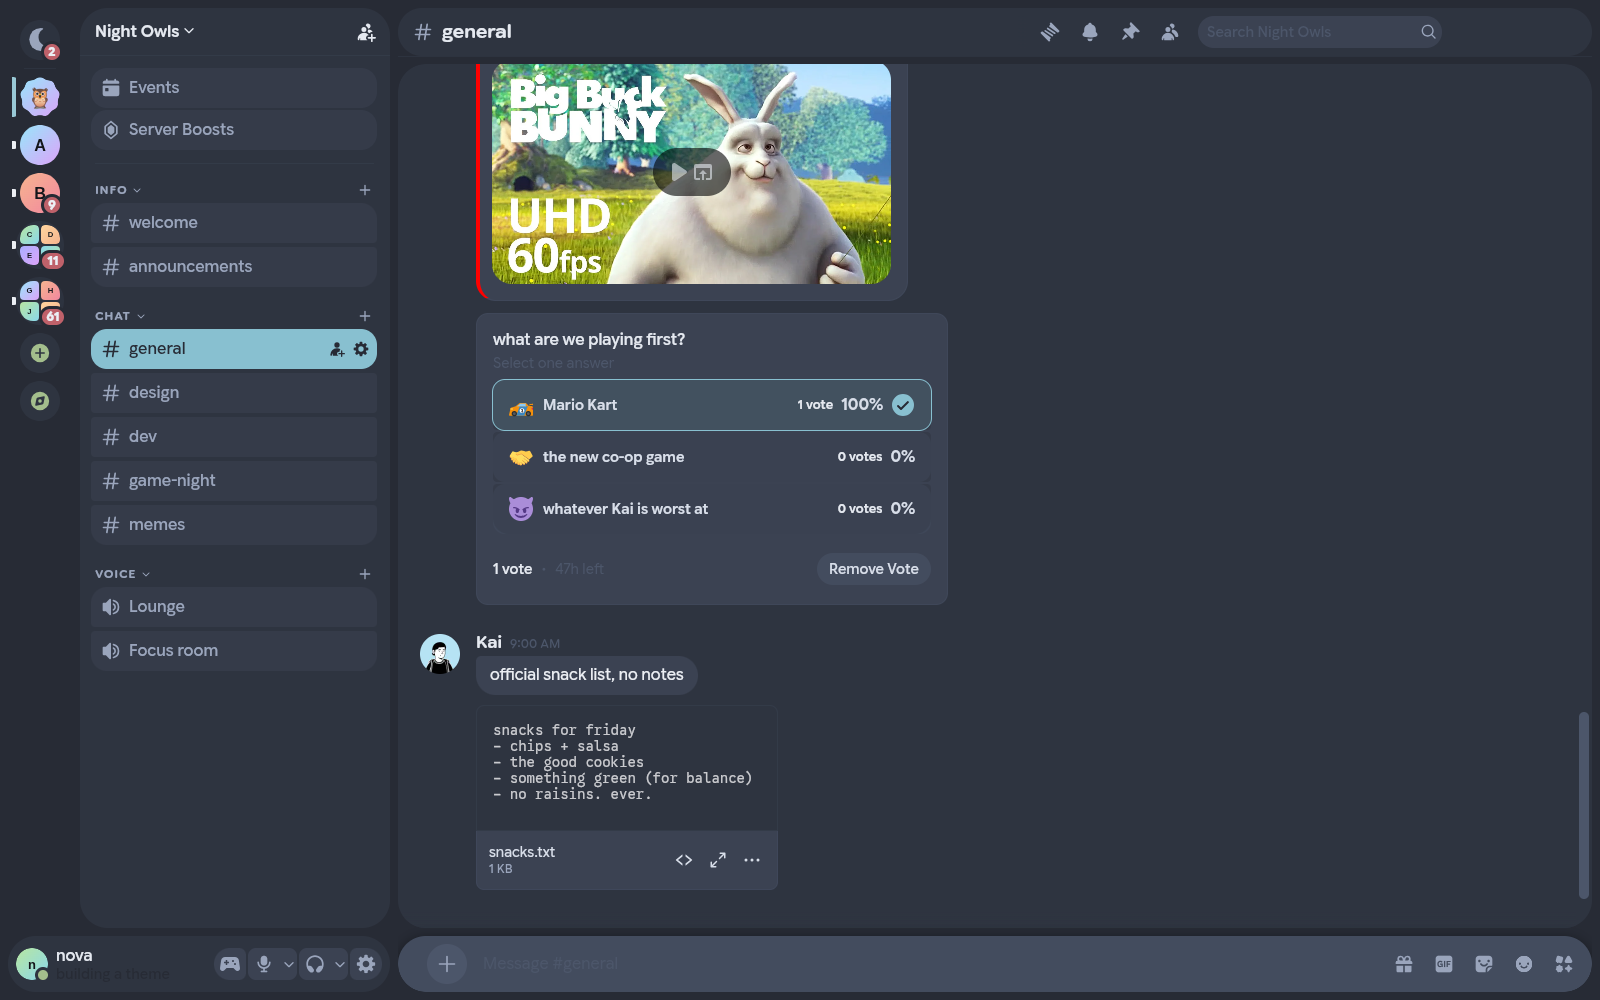 2
A
B
9
C
D
E
11
G
H
J
61
Night Owls
Events
Server Boosts
INFO
welcome
announcements
CHAT
general
design
dev
game-night
memes
VOICE
Lounge
Focus room
n
nova
building a theme
general
Search Night Owls
Big Buck
BUNNY
UHD
60fps
what are we playing first?
Select one answer
Mario Kart
1 vote 100%
the new co-op game
0 votes 0%
whatever Kai is worst at
0 votes 0%
1 vote · 47h left
Remove Vote
Kai 9:00 AM
official snack list, no notes
snacks for friday
- chips + salsa
- the good cookies
- something green (for balance)
- no raisins. ever.
snacks.txt
1 KB
Message #general
GIF